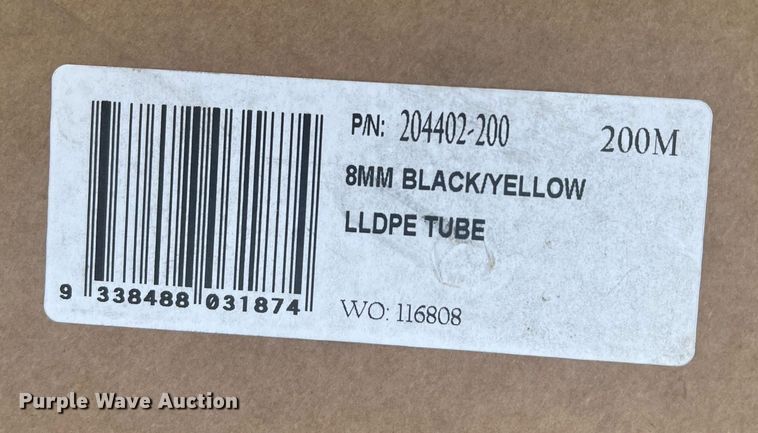 P/N: 204402-200 200M
8MM BLACK/YELLOW
LLDPE TUBE
9 338488 031874
WO: 116808
Purple Wave Auction